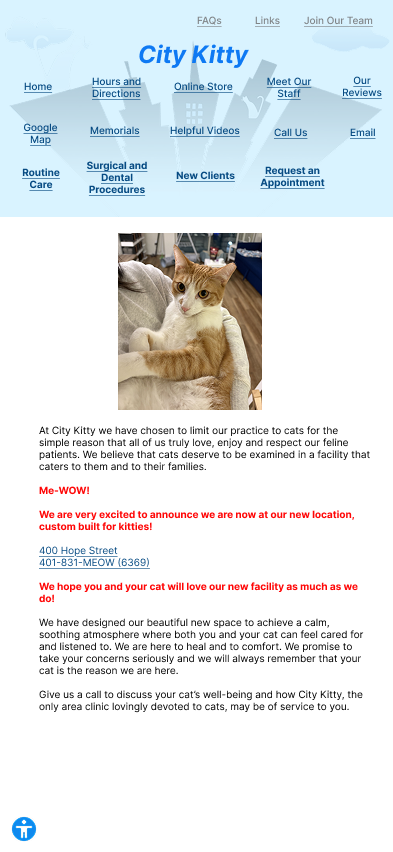 FAQs Links Join Our Team
City Kitty
Home Hours and Directions Online Store Meet Our Staff Our Reviews
Google Map Memorials Helpful Videos Call Us Email
Routine Care Surgical and Dental Procedures New Clients Request an Appointment
At City Kitty we have chosen to limit our practice to cats for the
simple reason that all of us truly love, enjoy and respect our feline
patients. We believe that cats deserve to be examined in a facility that
caters to them and to their families.
Me-WOW!
We are very excited to announce we are now at our new location,
custom built for kitties!
400 Hope Street
401-831-MEOW (6369)
We hope you and your cat will love our new facility as much as we
do!
We have designed our beautiful new space to achieve a calm,
soothing atmosphere where both you and your cat can feel cared for
and listened to. We are here to heal and to comfort. We promise to
take your concerns seriously and we will always remember that your
cat is the reason we are here.
Give us a call to discuss your cat's well-being and how City Kitty, the
only area clinic lovingly devoted to cats, may be of service to you.